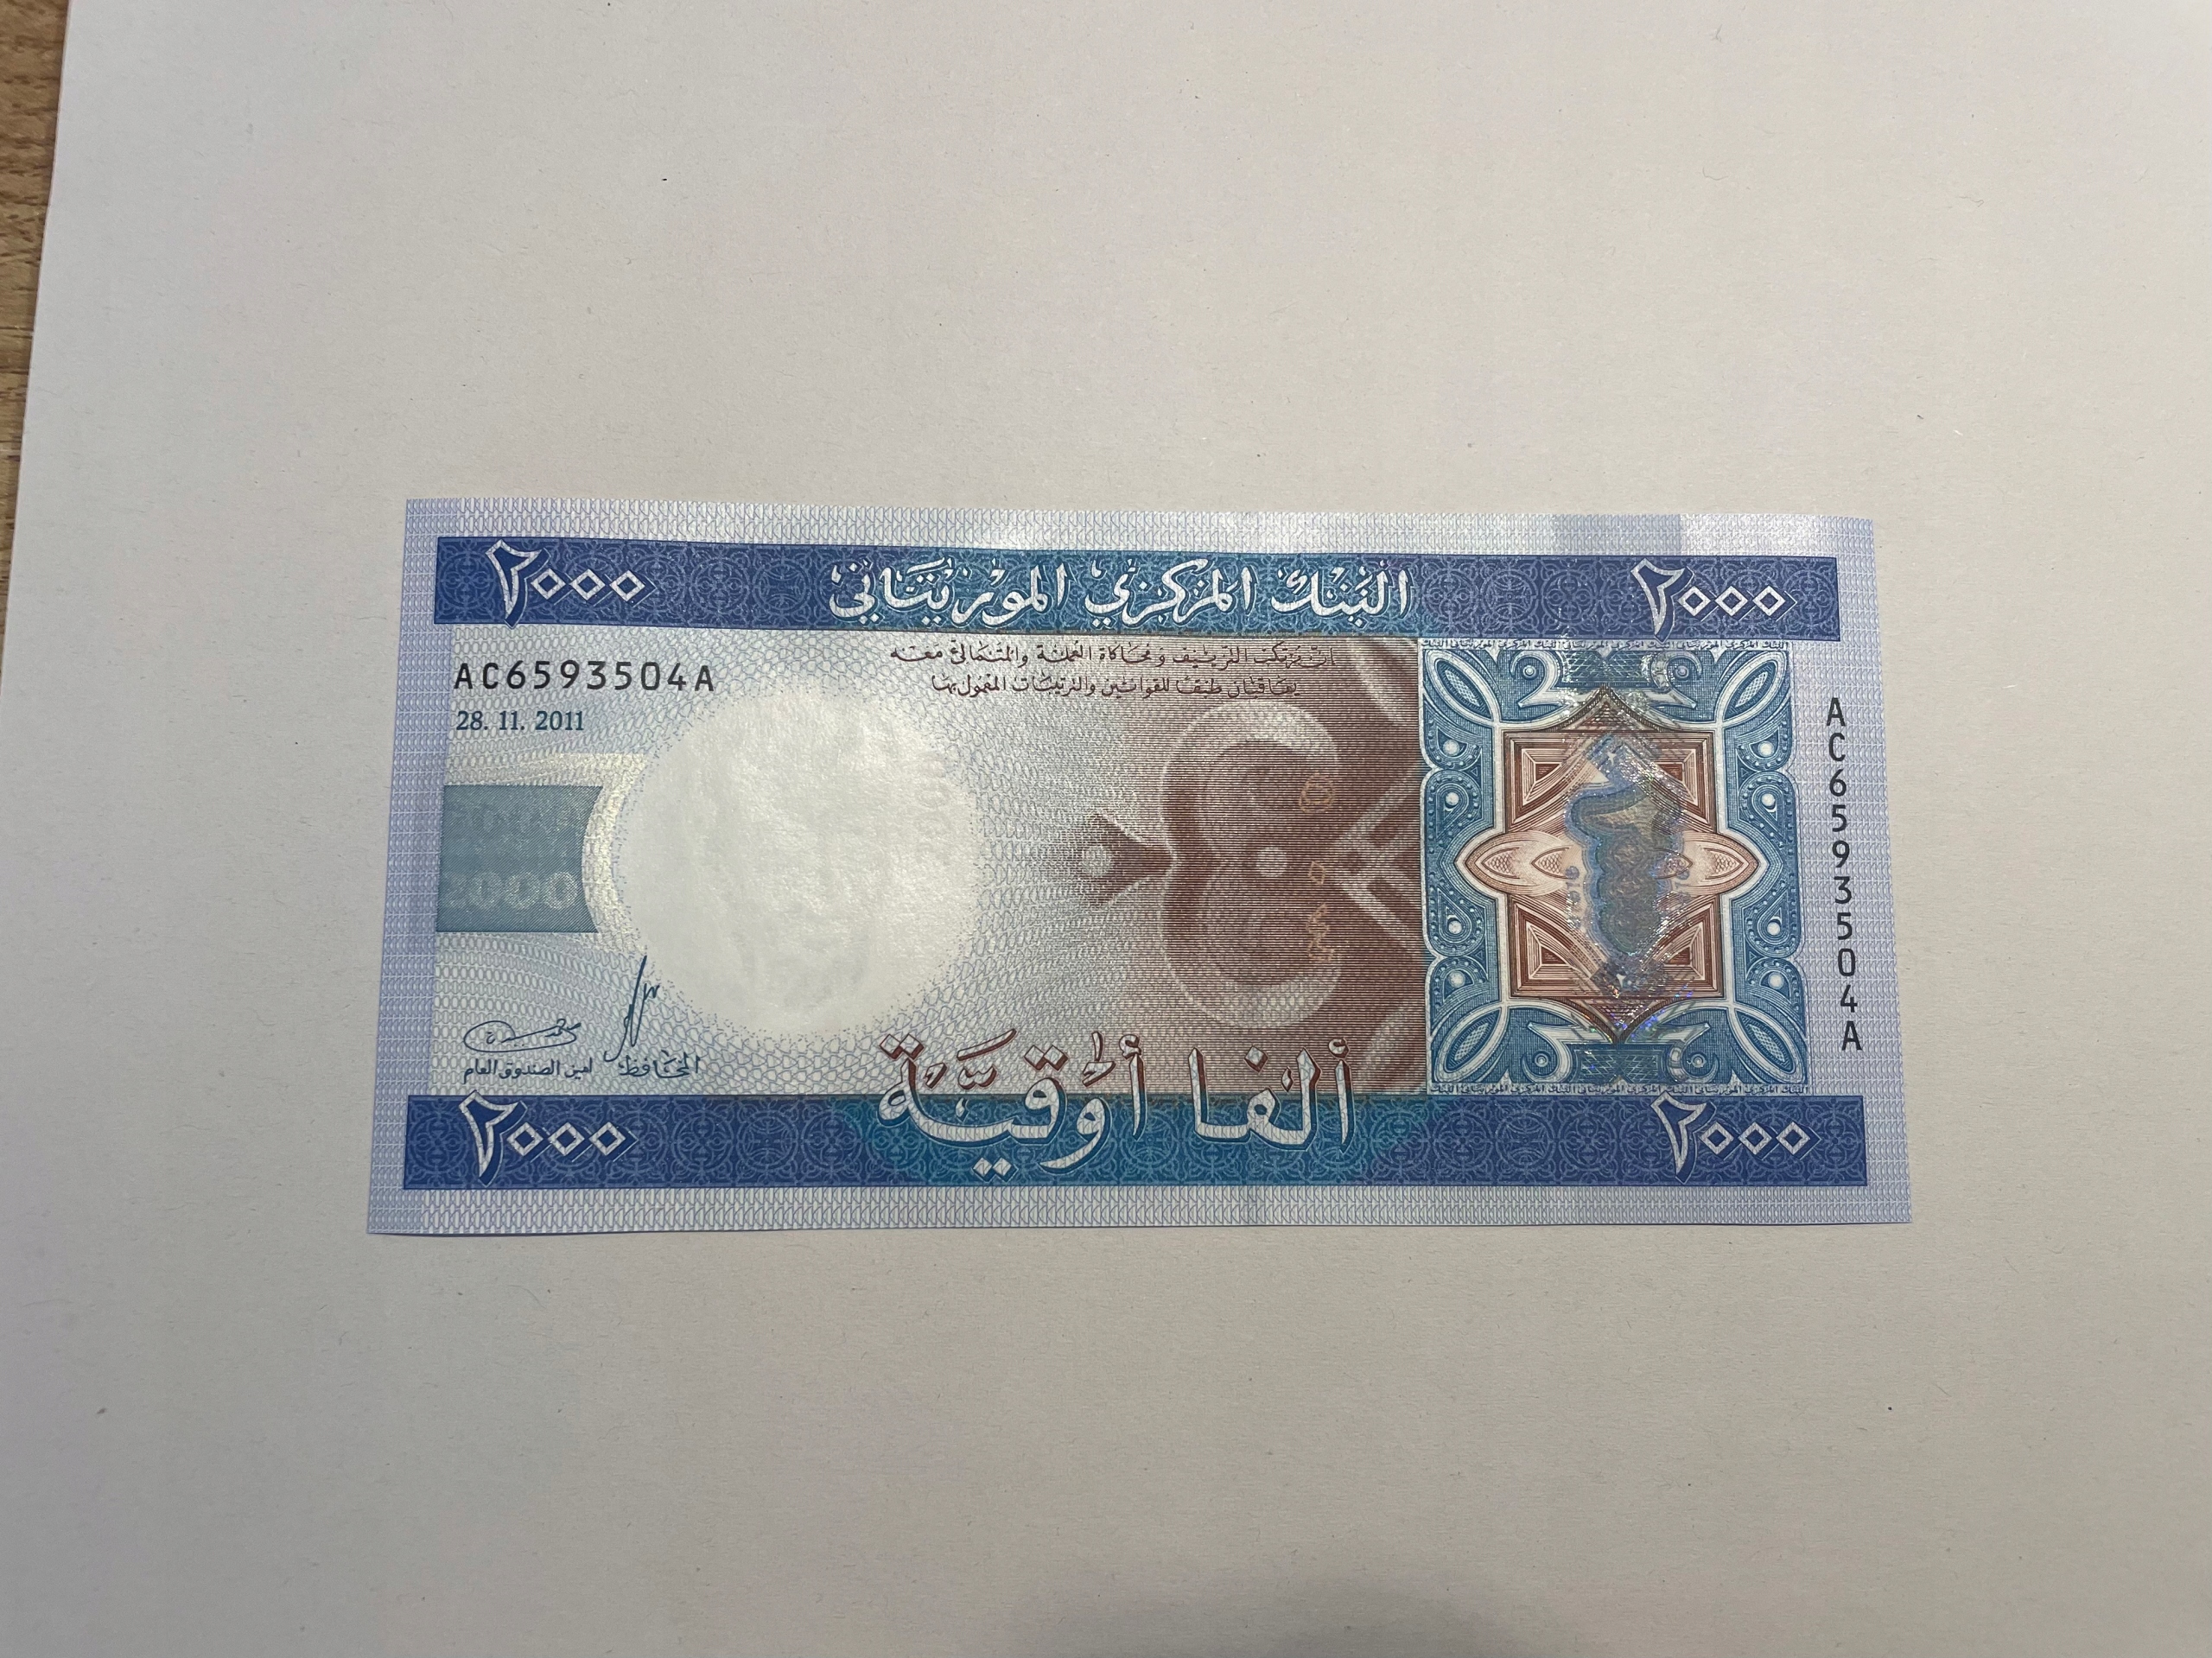 ٢٠٠٠ البنك المركزي الموريتاني ٢٠٠٠
إن مرتكب التزييف ومحاكاة العملة والمتمالئ معه
يعاقبان طبقا للقوانين والترتيبات المعمول بها
AC6593504A
28. 11. 2011
2000
أمين الصندوق العام
المحافظ
AC6593504A
ألفا أوقية
٢٠٠٠ ٢٠٠٠